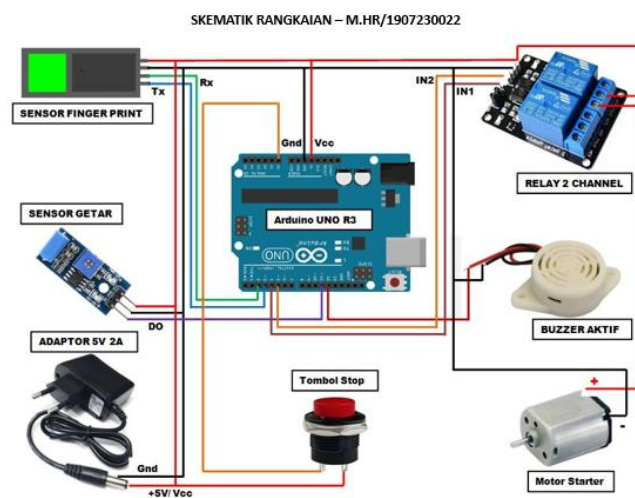 SKEMATIK RANGKAIAN – M.HR/1907230022
Rx
Tx
SENSOR FINGER PRINT
IN2
IN1
Gnd
Vcc
RELAY 2 CHANNEL
SENSOR GETAR
Arduino UNO R3
UNO
DO
BUZZER AKTIF
ADAPTOR 5V 2A
Tombol Stop
+
-
Gnd
+5V/ Vcc
Motor Starter